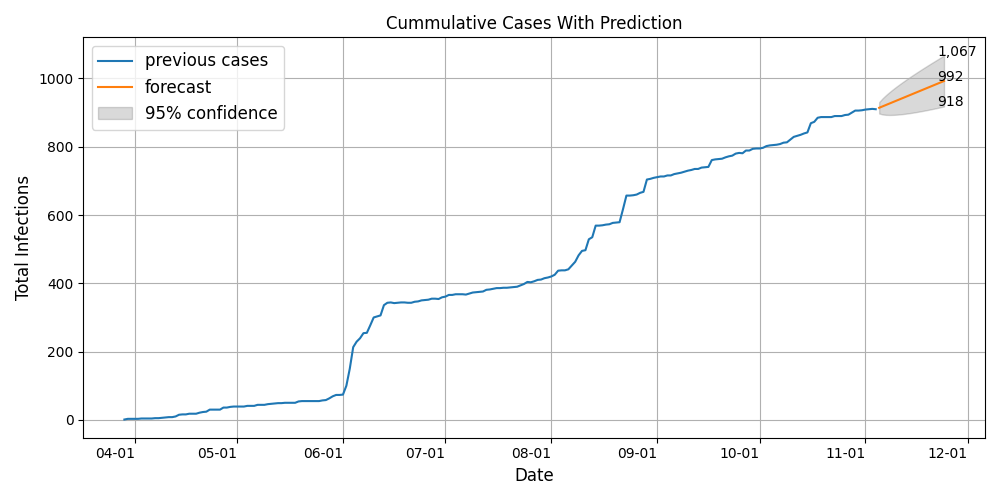 Cummulative Cases With Prediction
previous cases
forecast
95% confidence
1,067
992
918
Total Infections
1000
800
600
400
200
0
04-01 05-01 06-01 07-01 08-01 09-01 10-01 11-01 12-01
Date